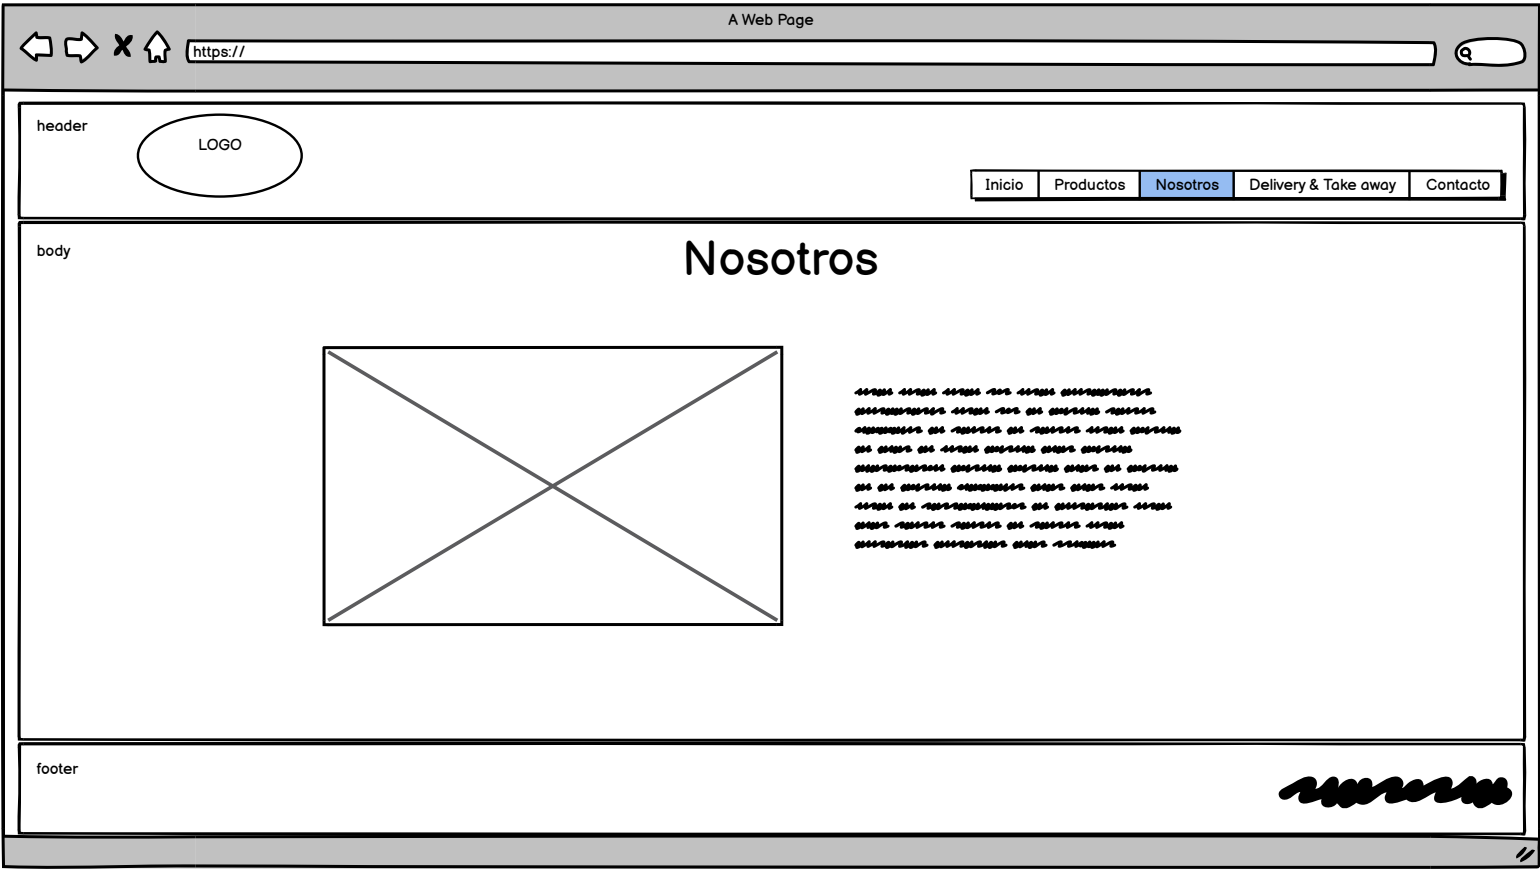 A Web Page
https://
header
LOGO
Inicio Productos Nosotros Delivery & Take away Contacto
body
Nosotros
footer